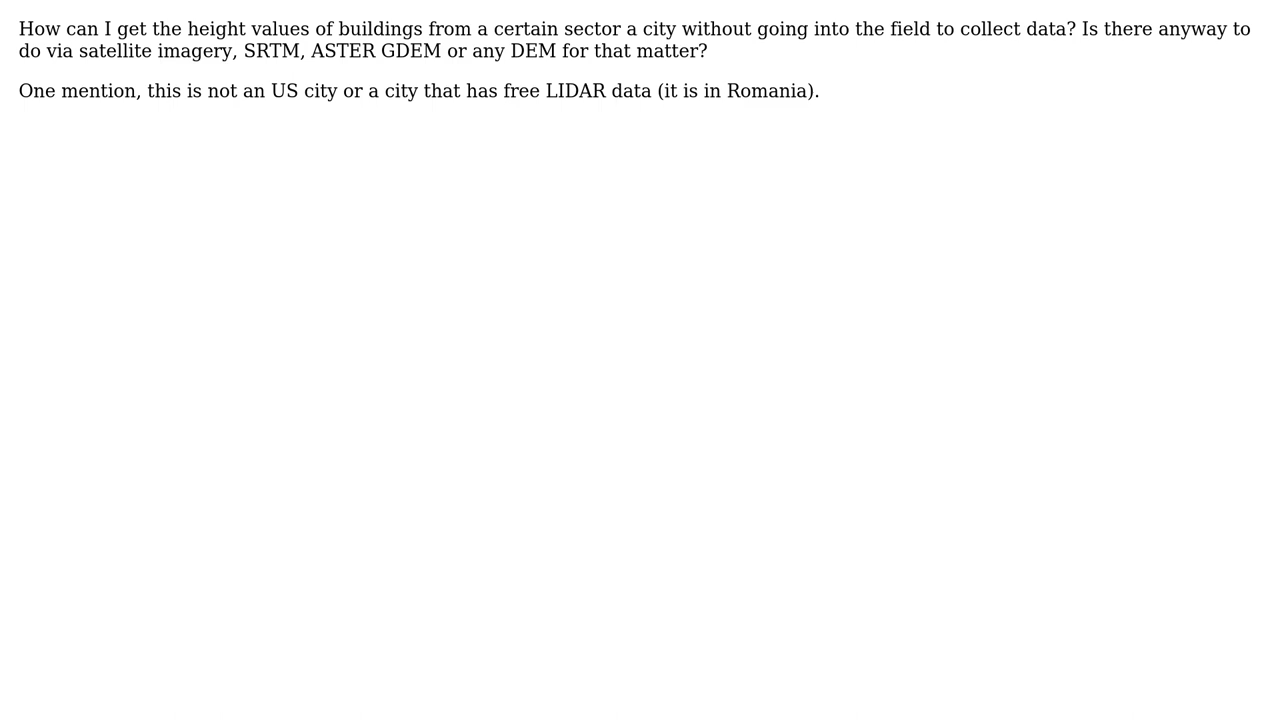 How can I get the height values of buildings from a certain sector a city without going into the field to collect data? Is there anyway to
do via satellite imagery, SRTM, ASTER GDEM or any DEM for that matter?
One mention, this is not an US city or a city that has free LIDAR data (it is in Romania).